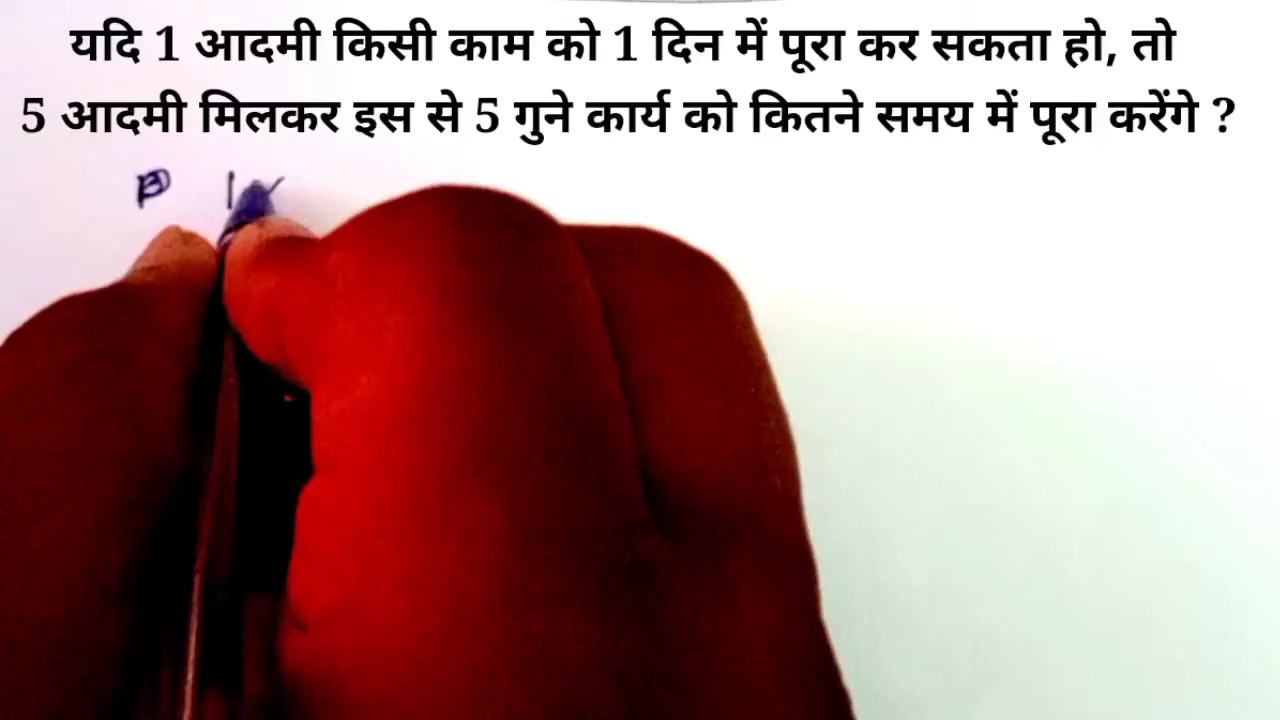 यदि 1 आदमी किसी काम को 1 दिन में पूरा कर सकता हो, तो
5 आदमी मिलकर इस से 5 गुने कार्य को कितने समय में पूरा करेंगे ?